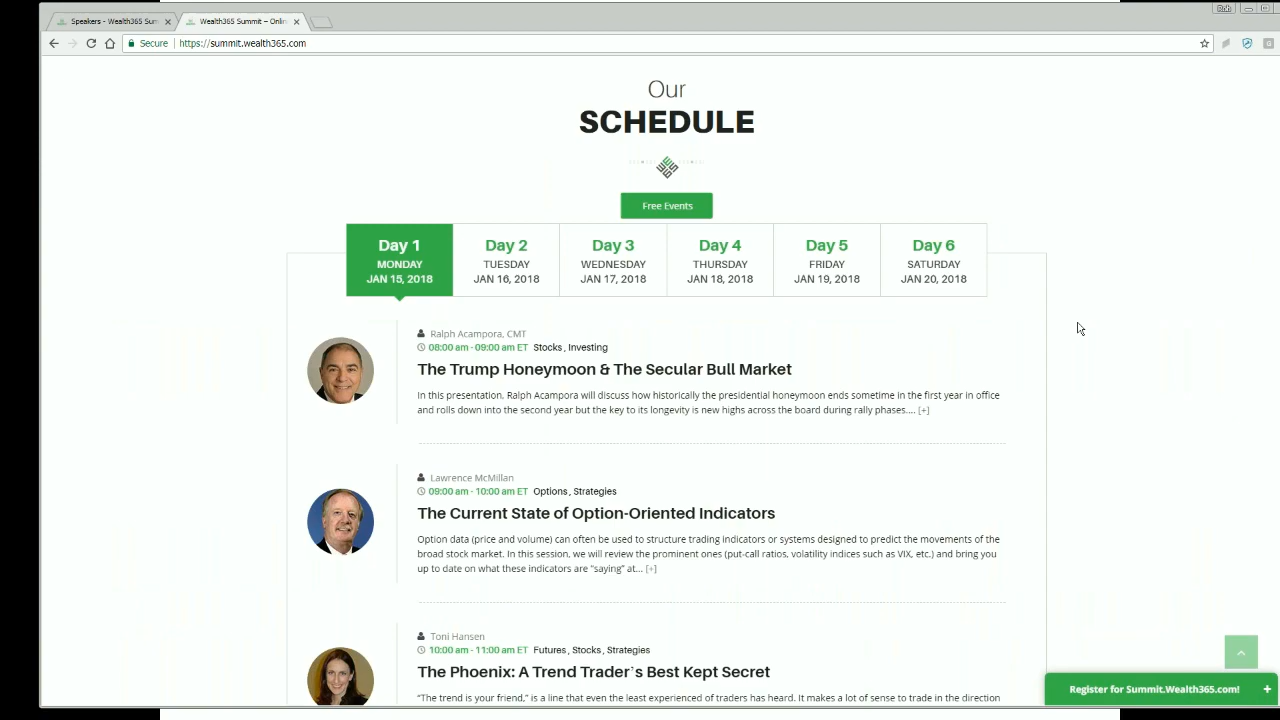 Speakers - Wealth365 Sum
Wealth365 Summit – Onlin
Secure
https://summit.wealth365.com
Our
SCHEDULE
Free Events
Day 1
MONDAY
JAN 15, 2018
Day 2
TUESDAY
JAN 16, 2018
Day 3
WEDNESDAY
JAN 17, 2018
Day 4
THURSDAY
JAN 18, 2018
Day 5
FRIDAY
JAN 19, 2018
Day 6
SATURDAY
JAN 20, 2018
Ralph Acampora, CMT
08:00 am - 09:00 am ET Stocks, Investing
The Trump Honeymoon & The Secular Bull Market
In this presentation, Ralph Acampora will discuss how historically the presidential honeymoon ends sometime in the first year in office
and rolls down into the second year but the key to its longevity is new highs across the board during rally phases.... [+]
Lawrence McMillan
09:00 am - 10:00 am ET Options, Strategies
The Current State of Option-Oriented Indicators
Option data (price and volume) can often be used to structure trading indicators or systems designed to predict the movements of the
broad stock market. In this session, we will review the prominent ones (put-call ratios, volatility indices such as VIX, etc.) and bring you
up to date on what these indicators are “saying” at... [+]
Toni Hansen
10:00 am - 11:00 am ET Futures, Stocks, Strategies
The Phoenix: A Trend Trader’s Best Kept Secret
“The trend is your friend,” is a line that even the least experienced of traders has heard. It makes a lot of sense to trade in the direction
Register for Summit.Wealth365.com! +